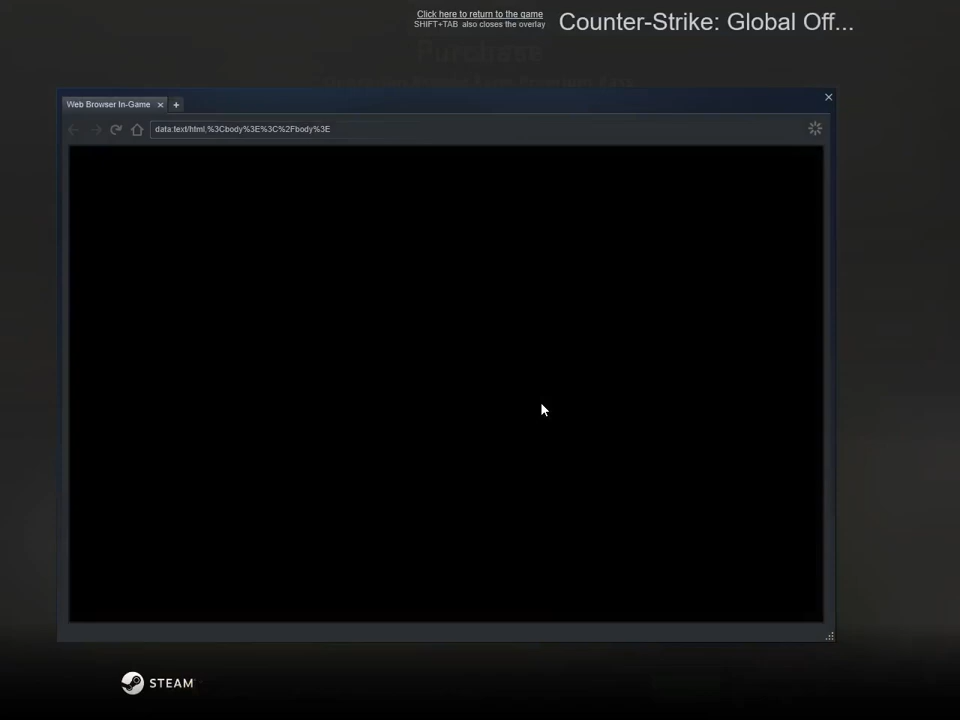 Click here to return to the game
SHIFT+TAB also closes the overlay
Counter-Strike: Global Off...
Purchase
Web Browser In-Game
data:text/html,%3Cbody%3E%3C%2Fbody%3E
STEAM